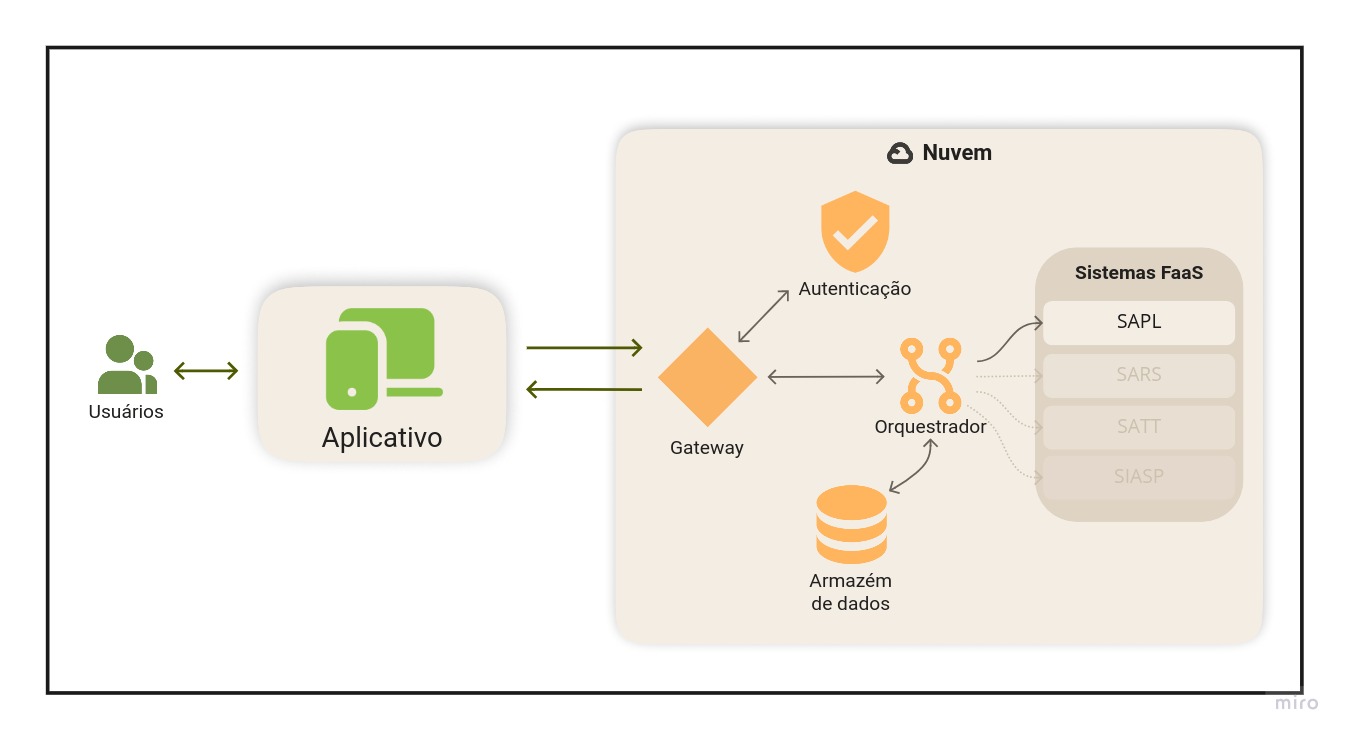 Nuvem
Autenticação
Sistemas FaaS
SAPL
SARS
SATT
SIASP
Usuários
Aplicativo
Gateway
Orquestrador
Armazém
de dados
miro